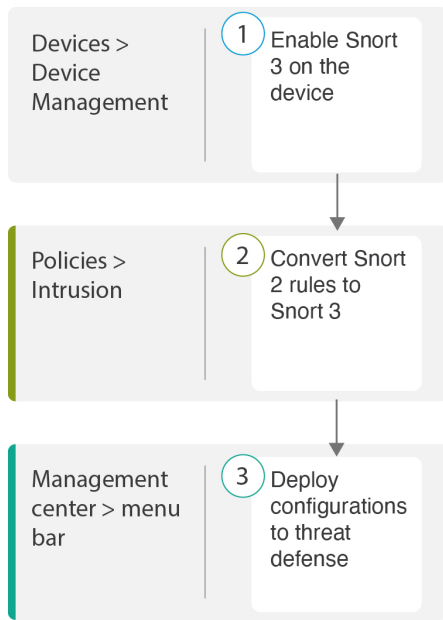 Devices >
Device
Management
1
Enable Snort
3 on the
device
Policies >
Intrusion
2
Convert Snort
2 rules to
Snort 3
Management
center > menu
bar
3
Deploy
configurations
to threat
defense